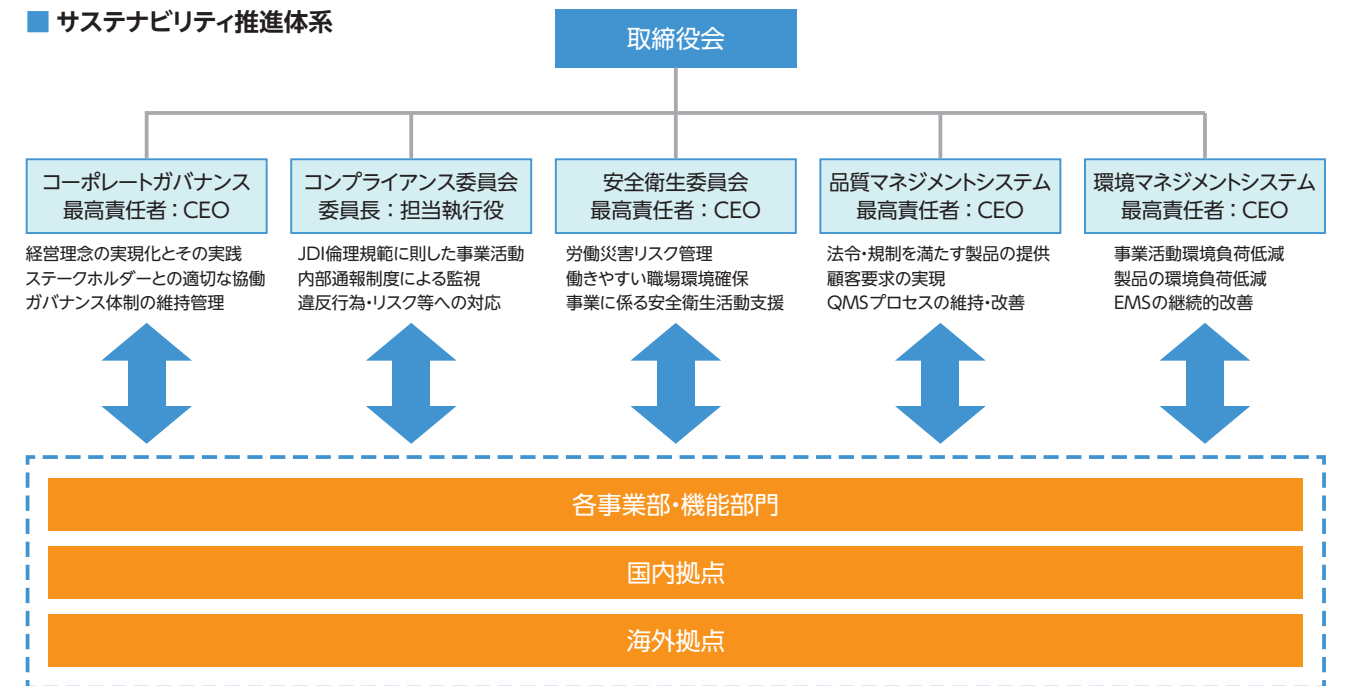 ■ サステナビリティ推進体系
取締役会
コーポレートガバナンス
最高責任者：CEO
経営理念の実現化とその実践
ステークホルダーとの適切な協働
ガバナンス体制の維持管理
コンプライアンス委員会
委員長：担当執行役
JDI倫理規範に則した事業活動
内部通報制度による監視
違反行為・リスク等への対応
安全衛生委員会
最高責任者：CEO
労働災害リスク管理
働きやすい職場環境確保
事業に係る安全衛生活動支援
品質マネジメントシステム
最高責任者：CEO
法令・規制を満たす製品の提供
顧客要求の実現
QMSプロセスの維持・改善
環境マネジメントシステム
最高責任者：CEO
事業活動環境負荷低減
製品の環境負荷低減
EMSの継続的改善
各事業部・機能部門
国内拠点
海外拠点